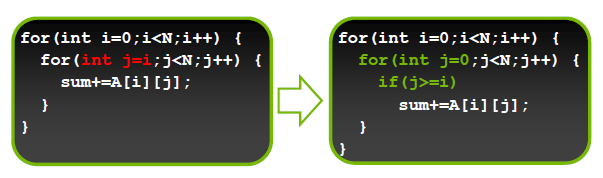 for(int i=0;i<N;i++) {
for(int j=i;j<N;j++) {
sum+=A[i][j];
}
}
for(int i=0;i<N;i++) {
for(int j=0;j<N;j++) {
if(j>=i)
sum+=A[i][j];
}
}